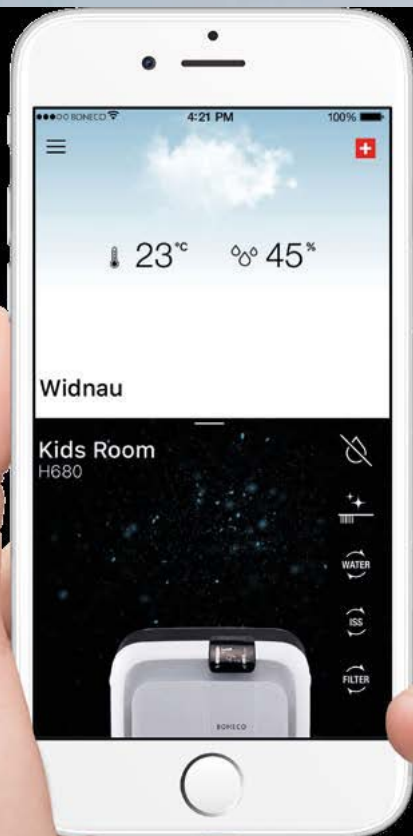 BONECO 4:21 PM 100%
23°C 45%
Widnau
Kids Room
H680
WATER
ISS
FILTER
BONECO